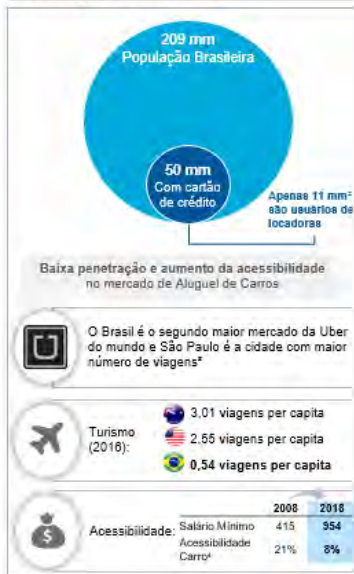 209 mm
População Brasileira
50 mm
Com cartão
de crédito
Apenas 11 mm²
são usuários de
locadoras
Baixa penetração e aumento da acessibilidade
no mercado de Aluguel de Carros
O Brasil é o segundo maior mercado da Uber
do mundo e São Paulo é a cidade com maior
número de viagens³
Turismo
(2016):
3,01 viagens per capita
2,55 viagens per capita
0,54 viagens per capita
2008 2018
Acessibilidade: Salário Mínimo 415 954
Acessibilidade
Carro⁴ 21% 8%